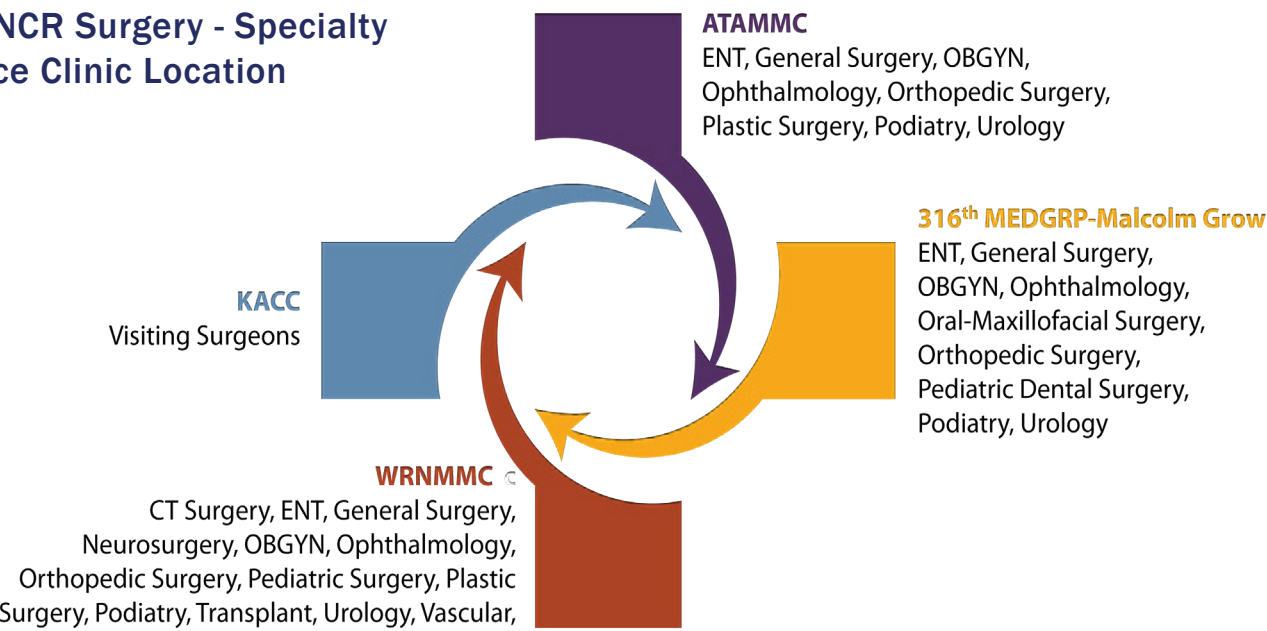 NCR Surgery - Specialty
ce Clinic Location
ATAMMC
ENT, General Surgery, OBGYN,
Ophthalmology, Orthopedic Surgery,
Plastic Surgery, Podiatry, Urology
316th MEDGRP-Malcolm Grow
ENT, General Surgery,
OBGYN, Ophthalmology,
Oral-Maxillofacial Surgery,
Orthopedic Surgery,
Pediatric Dental Surgery,
Podiatry, Urology
KACC
Visiting Surgeons
WRNMMC
CT Surgery, ENT, General Surgery,
Neurosurgery, OBGYN, Ophthalmology,
Orthopedic Surgery, Pediatric Surgery, Plastic
Surgery, Podiatry, Transplant, Urology, Vascular,